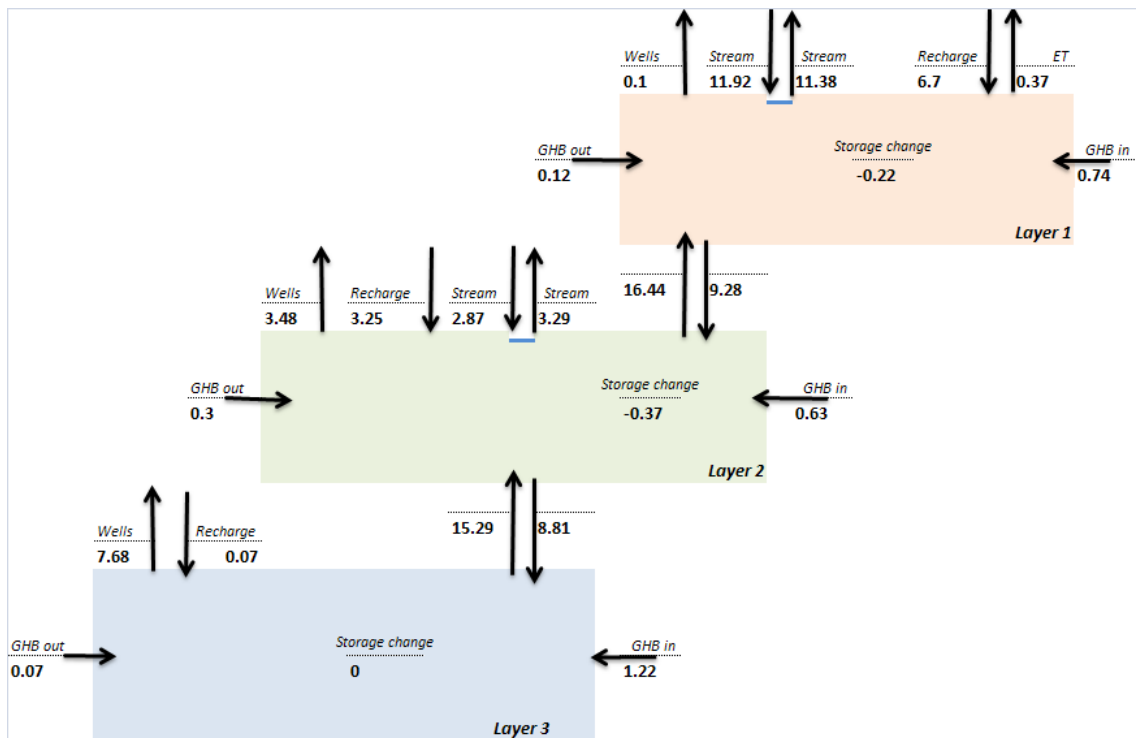 Wells Stream Stream Recharge ET
0.1 11.92 11.38 6.7 0.37
GHB out Storage change GHB in
0.12 -0.22 0.74
Layer 1
16.44 9.28
Wells Recharge Stream Stream
3.48 3.25 2.87 3.29
GHB out Storage change GHB in
0.3 -0.37 0.63
Layer 2
15.29 8.81
Wells Recharge
7.68 0.07
GHB out Storage change GHB in
0.07 0 1.22
Layer 3